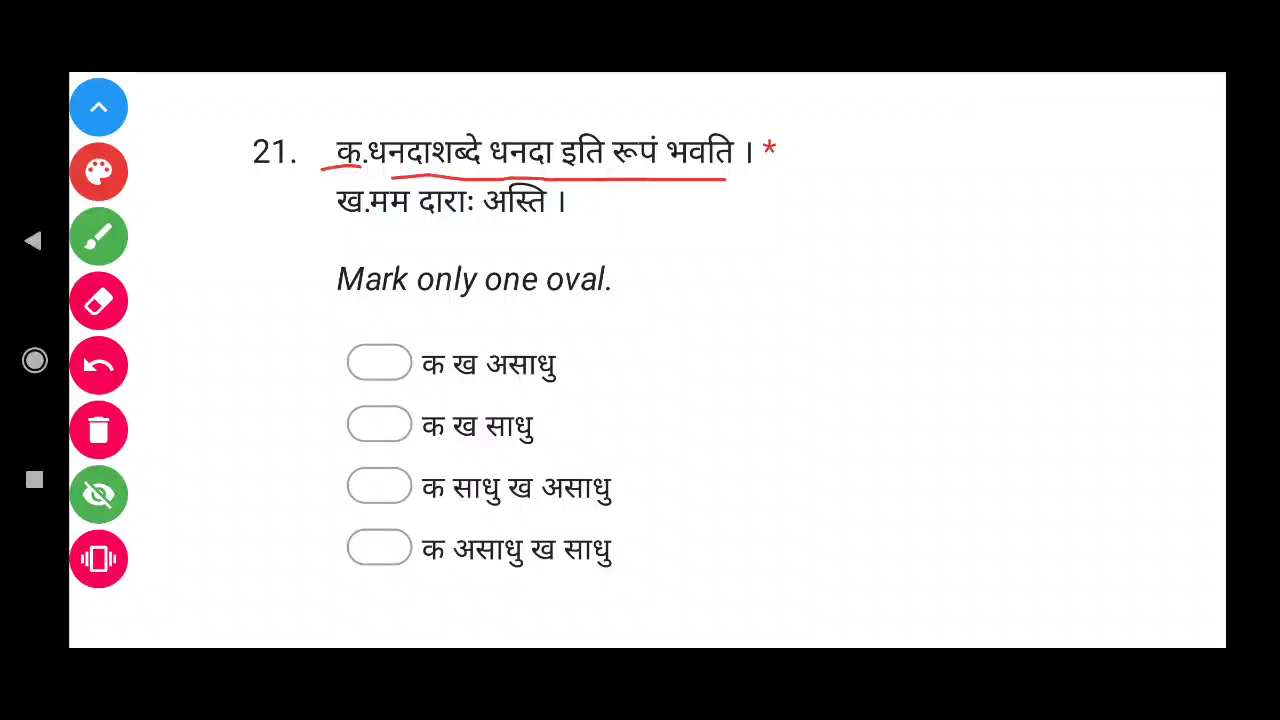 21. क.धनदाशब्दे धनदा इति रूपं भवति । *
ख.मम दाराः अस्ति ।
Mark only one oval.
क ख असाधु
क ख साधु
क साधु ख असाधु
क असाधु ख साधु